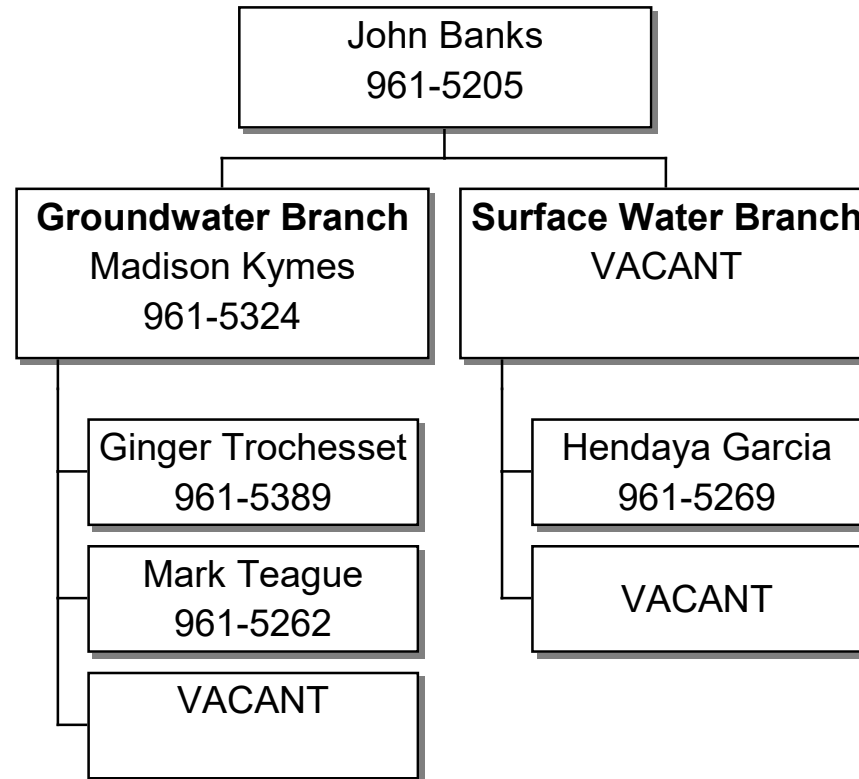 John Banks
961-5205
Groundwater Branch
Madison Kymes
961-5324
Surface Water Branch
VACANT
Ginger Trochesset
961-5389
Mark Teague
961-5262
VACANT
Hendaya Garcia
961-5269
VACANT